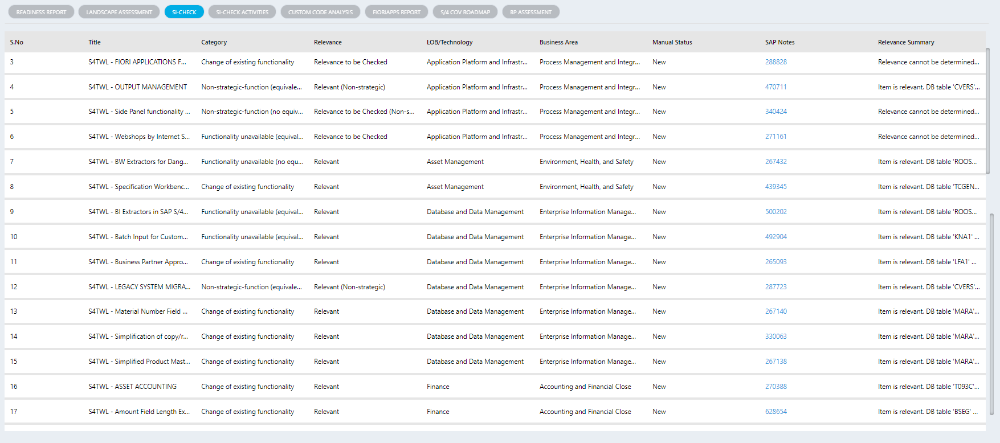 READINESS REPORT LANDSCAPE ASSESSMENT SI-CHECK SI-CHECK ACTIVITIES CUSTOM CODE ANALYSIS FIORIAPPS REPORT S/4 COV ROADMAP BP ASSESSMENT
S.No Title Category Relevance LOB/Technology Business Area Manual Status SAP Notes Relevance Summary
3 S4TWL - FIORI APPLICATIONS F... Change of existing functionality Relevance to be Checked Application Platform and Infrastr... Process Management and Integr... New 288828 Relevance cannot be determined...
4 S4TWL - OUTPUT MANAGEMENT Non-strategic-function (equivale... Relevant (Non-strategic) Application Platform and Infrastr... Process Management and Integr... New 470711 Item is relevant. DB table 'CVERS'...
5 S4TWL - Side Panel functionality ... Non-strategic-function (no equiv... Relevance to be Checked (Non-s... Application Platform and Infrastr... Process Management and Integr... New 340424 Relevance cannot be determined...
6 S4TWL - Webshops by Internet S... Functionality unavailable (equival... Relevance to be Checked Application Platform and Infrastr... Process Management and Integr... New 271161 Relevance cannot be determined...
7 S4TWL - BW Extractors for Dang... Functionality unavailable (no equ... Relevant Asset Management Environment, Health, and Safety New 267432 Item is relevant. DB table 'ROOS...
8 S4TWL - Specification Workbenc... Change of existing functionality Relevant Asset Management Environment, Health, and Safety New 439345 Item is relevant. DB table 'TCGEN...
9 S4TWL - BI Extractors in SAP S/4... Functionality unavailable (equival... Relevant Database and Data Management Enterprise Information Manage... New 500202 Item is relevant. DB table 'ROOS...
10 S4TWL - Batch Input for Custom... Functionality unavailable (equival... Relevant Database and Data Management Enterprise Information Manage... New 492904 Item is relevant. DB table 'KNA1' ...
11 S4TWL - Business Partner Appro... Change of existing functionality Relevant Database and Data Management Enterprise Information Manage... New 265093 Item is relevant. DB table 'LFA1' ...
12 S4TWL - LEGACY SYSTEM MIGRA... Non-strategic-function (equivale... Relevant (Non-strategic) Database and Data Management Enterprise Information Manage... New 287723 Item is relevant. DB table 'CVERS'...
13 S4TWL - Material Number Field ... Change of existing functionality Relevant Database and Data Management Enterprise Information Manage... New 267140 Item is relevant. DB table 'MARA'...
14 S4TWL - Simplification of copy/r... Change of existing functionality Relevant Database and Data Management Enterprise Information Manage... New 330063 Item is relevant. DB table 'MARA'...
15 S4TWL - Simplified Product Mast... Change of existing functionality Relevant Database and Data Management Enterprise Information Manage... New 267138 Item is relevant. DB table 'MARA'...
16 S4TWL - ASSET ACCOUNTING Change of existing functionality Relevant Finance Accounting and Financial Close New 270388 Item is relevant. DB table 'T093C'...
17 S4TWL - Amount Field Length Ex... Change of existing functionality Relevant Finance Accounting and Financial Close New 628654 Item is relevant. DB table 'BSEG' ...